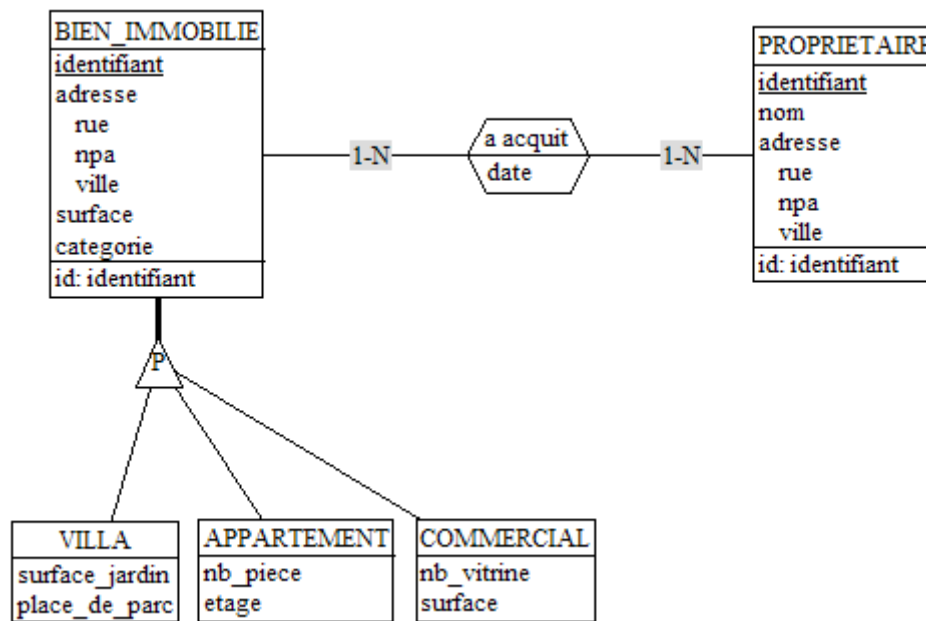 BIEN_IMMOBILIE
identifiant
adresse
rue
npa
ville
surface
categorie
id: identifiant
1-N
a acquit
date
1-N
PROPRIETAIRE
identifiant
nom
adresse
rue
npa
ville
id: identifiant
P
VILLA
surface_jardin
place_de_parc
APPARTEMENT
nb_piece
etage
COMMERCIAL
nb_vitrine
surface